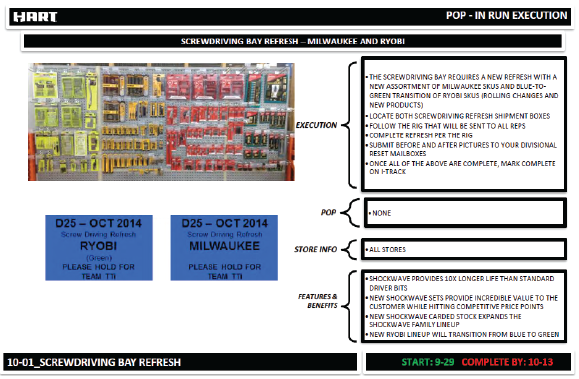 HART
POP - IN RUN EXECUTION
SCREWDRIVING BAY REFRESH – MILWAUKEE AND RYOBI
EXECUTION
• THE SCREWDRIVING BAY REQUIRES A NEW REFRESH WITH A
NEW ASSORTMENT OF MILWAUKEE SKUS AND BLUE-TO-
GREEN TRANSITION OF RYOBI SKUS (ROLLING CHANGES AND
NEW PRODUCTS)
• LOCATE BOTH SCREWDRIVING REFRESH SHIPMENT BOXES
• FOLLOW THE RIG THAT WILL BE SENT TO ALL REPS
• COMPLETE REFRESH PER THE RIG
• SUBMIT BEFORE AND AFTER PICTURES TO YOUR DIVISIONAL
RESET MAILBOXES
• ONCE ALL OF THE ABOVE ARE COMPLETE, MARK COMPLETE
ON I-TRACK
D25 – OCT 2014
Screw Driving Refresh
RYOBI
(Green)
PLEASE HOLD FOR
TEAM TTI
D25 – OCT 2014
Screw Driving Refresh
MILWAUKEE
PLEASE HOLD FOR
TEAM TTI
POP
• NONE
STORE INFO
• ALL STORES
FEATURES &
BENEFITS
• SHOCKWAVE PROVIDES 10X LONGER LIFE THAN STANDARD
DRIVER BITS
• NEW SHOCKWAVE SETS PROVIDE INCREDIBLE VALUE TO THE
CUSTOMER WHILE HITTING COMPETITIVE PRICE POINTS
• NEW SHOCKWAVE CARDED STOCK EXPANDS THE
SHOCKWAVE FAMILY LINEUP
• NEW RYOBI LINEUP WILL TRANSITION FROM BLUE TO GREEN
10-01_SCREWDRIVING BAY REFRESH
START: 9-29 COMPLETE BY: 10-13